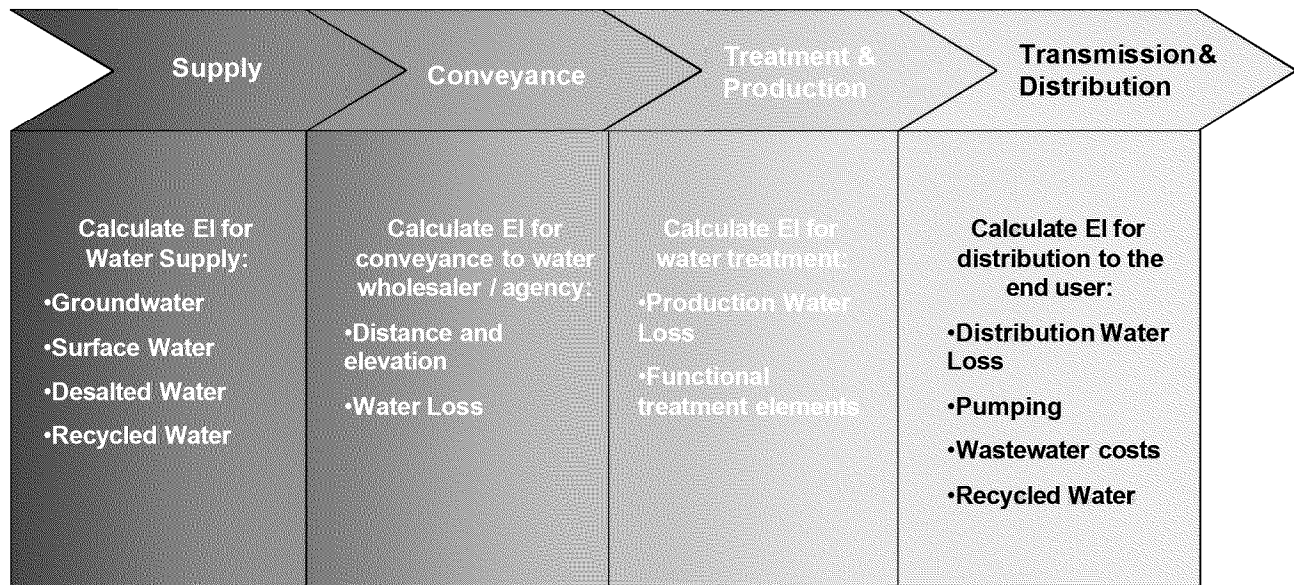 Supply
Conveyance
Treatment &
Production
Transmission &
Distribution
Calculate EI for
Water Supply:
•Groundwater
•Surface Water
•Desalted Water
•Recycled Water
Calculate EI for
conveyance to water
wholesaler / agency:
•Distance and
elevation
•Water Loss
Calculate EI for
water treatment
•Production Water
Loss
•Functional
treatment elements
Calculate EI for
distribution to the
end user:
•Distribution Water
Loss
•Pumping
•Wastewater costs
•Recycled Water